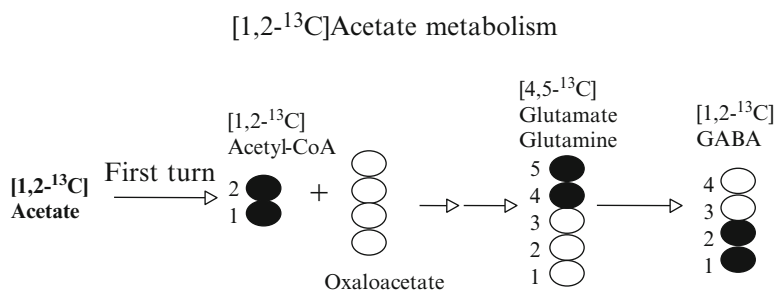 [1,2-¹³C]Acetate metabolism
[1,2-¹³C]
Acetate
First turn
[1,2-¹³C]
Acetyl-CoA
2
1
+
Oxaloacetate
[4,5-¹³C]
Glutamate
Glutamine
5
4
3
2
1
[1,2-¹³C]
GABA
4
3
2
1